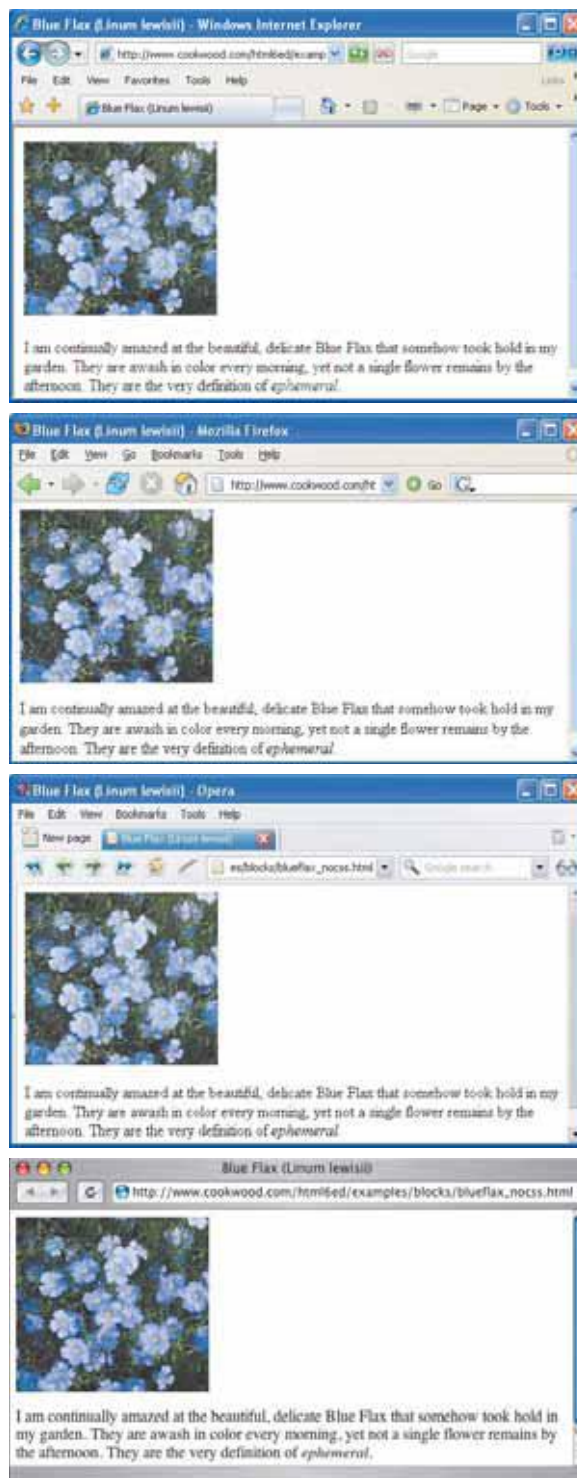 Blue Flax (Linum lewisii) - Windows Internet Explorer
http://www.cookwood.com/html6ed/examp
Google
File Edit View Favorites Tools Help
Links
Blue Flax (Linum lewisii)
Page Tools
I am continually amazed at the beautiful, delicate Blue Flax that somehow took hold in my
garden. They are awash in color every morning, yet not a single flower remains by the
afternoon. They are the very definition of ephemeral.
Blue Flax (Linum lewisii) - Mozilla Firefox
File Edit View Go Bookmarks Tools Help
http://www.cookwood.com/ht
Go
I am continually amazed at the beautiful, delicate Blue Flax that somehow took hold in my
garden. They are awash in color every morning, yet not a single flower remains by the
afternoon. They are the very definition of ephemeral.
Blue Flax (Linum lewisii) - Opera
File Edit View Bookmarks Tools Help
New page
Blue Flax (Linum lewisii)
es/blocks/blueflax_nocss.html
Google search
I am continually amazed at the beautiful, delicate Blue Flax that somehow took hold in my
garden. They are awash in color every morning, yet not a single flower remains by the
afternoon. They are the very definition of ephemeral.
Blue Flax (Linum lewisii)
http://www.cookwood.com/html6ed/examples/blocks/blueflax_nocss.html
I am continually amazed at the beautiful, delicate Blue Flax that somehow took hold in
my garden. They are awash in color every morning, yet not a single flower remains by
the afternoon. They are the very definition of ephemeral.